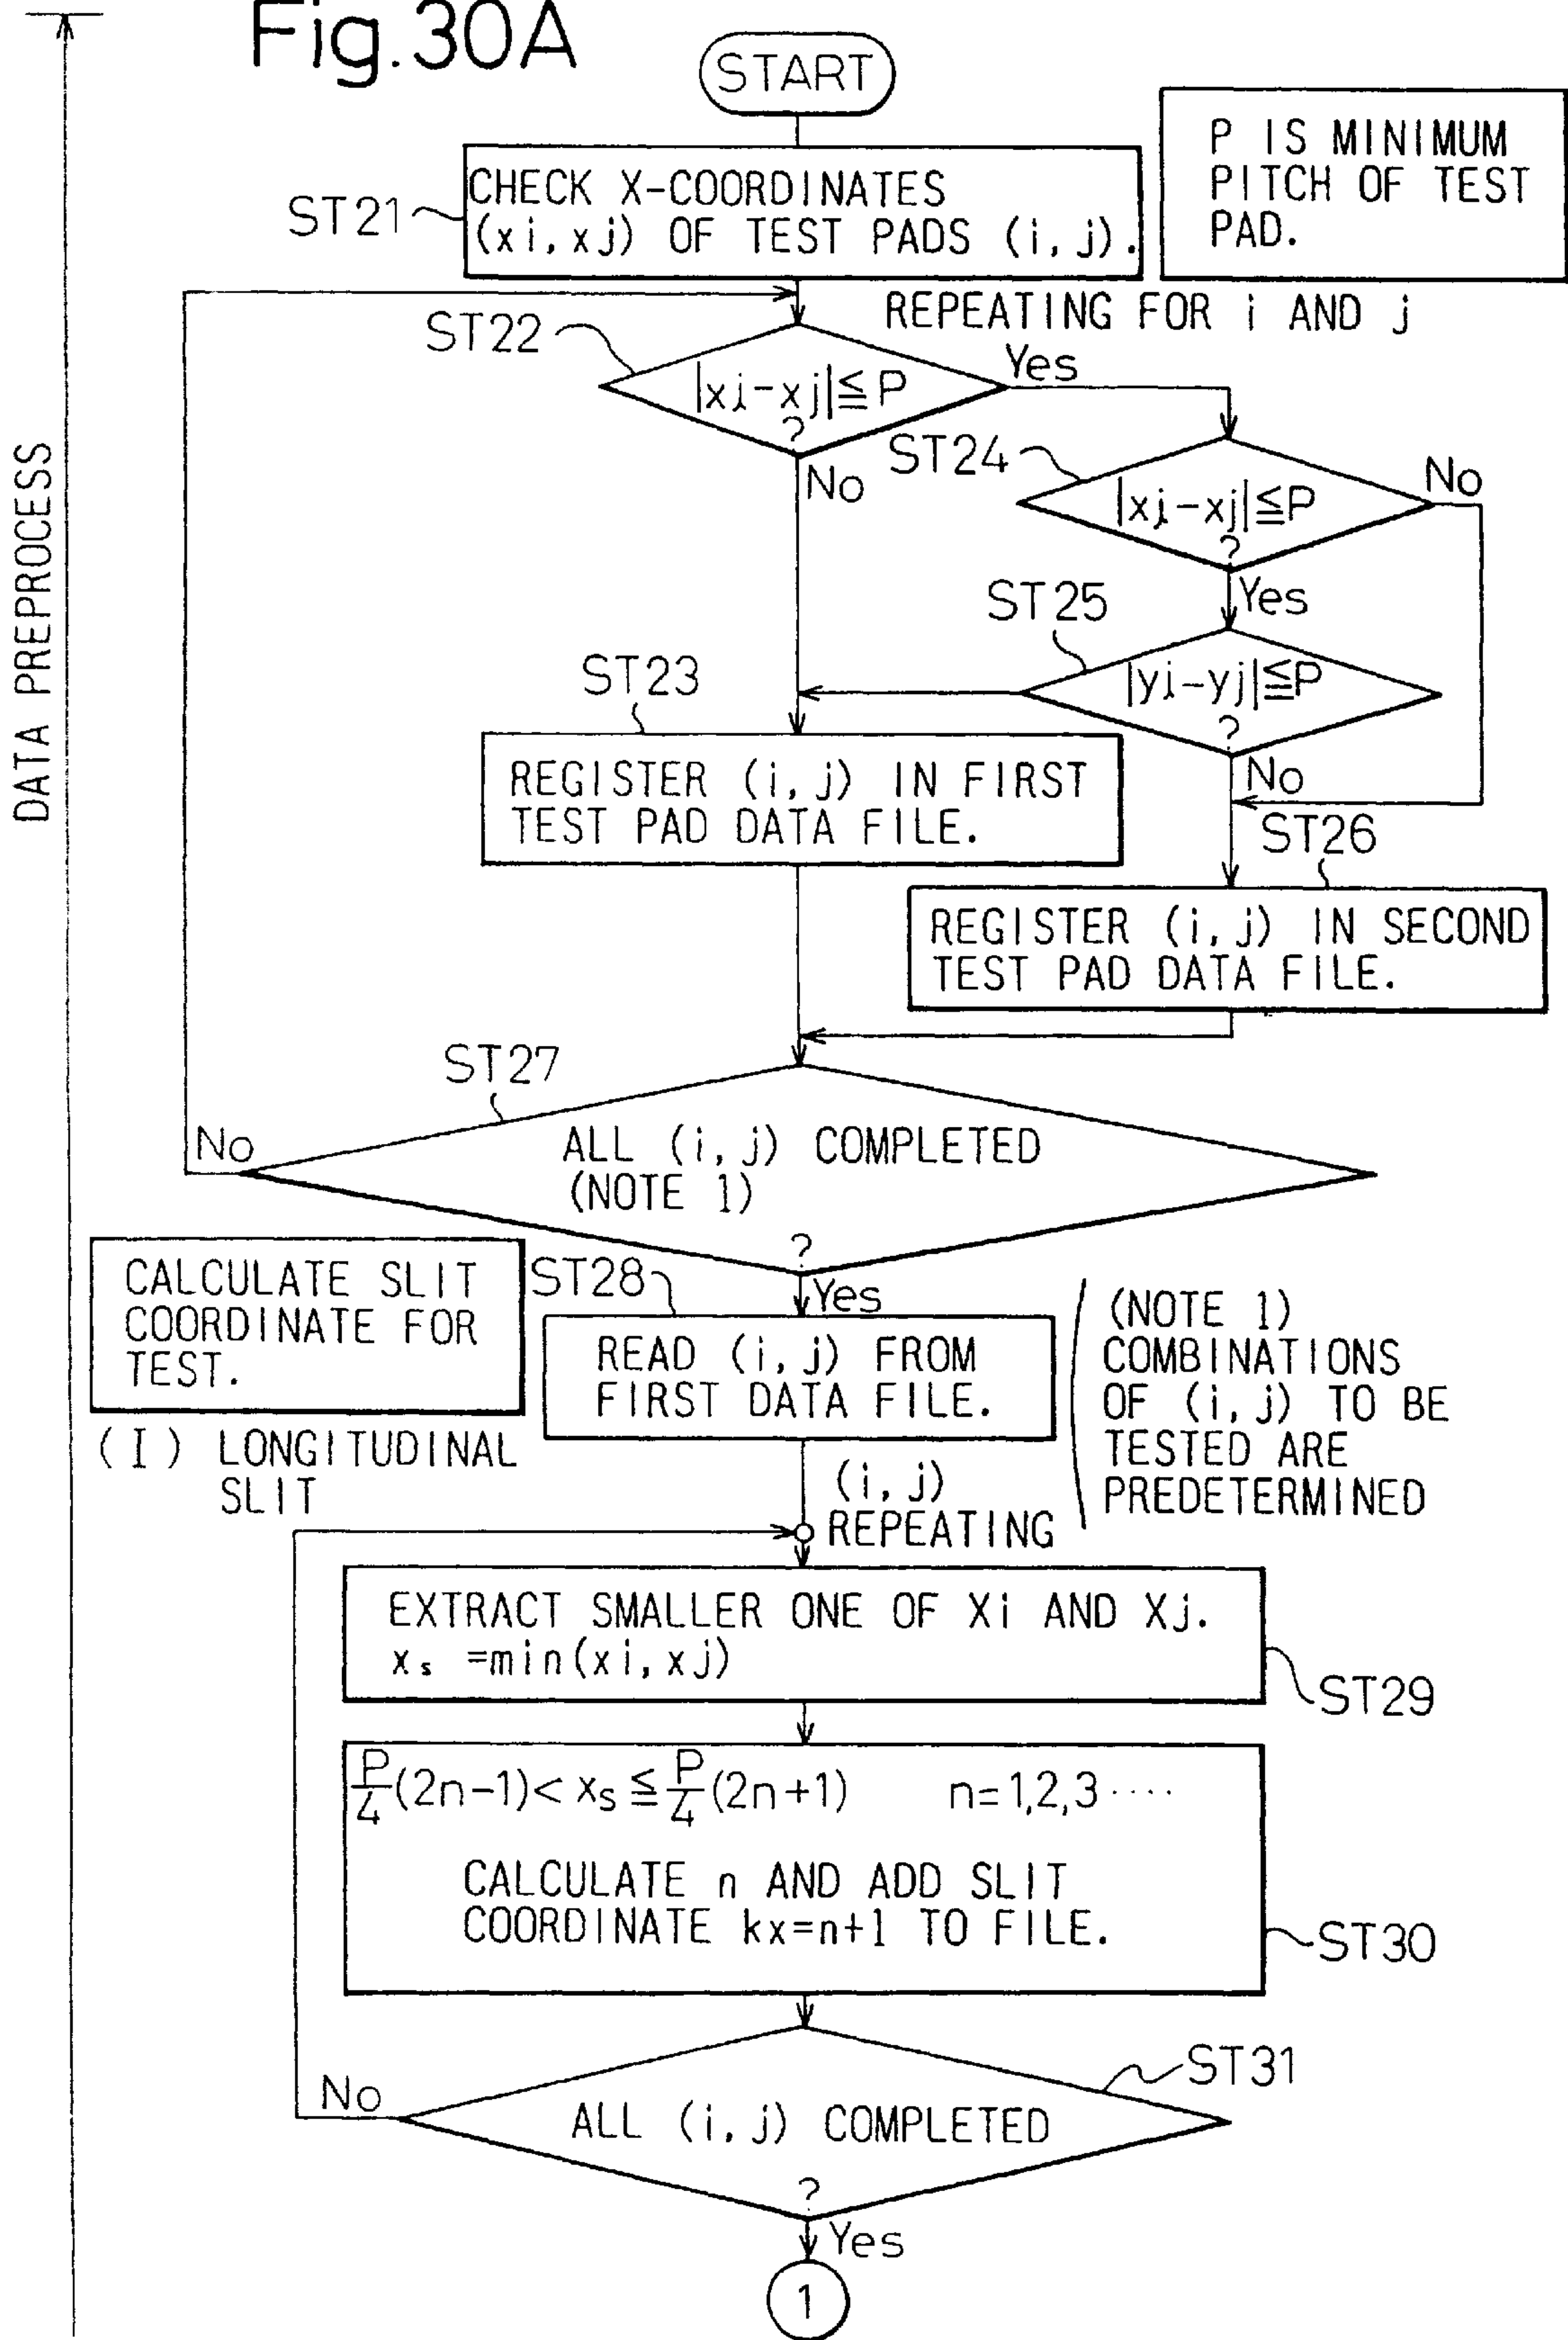 Fig.30A
START
P IS MINIMUM
PITCH OF TEST
PAD.
ST21
CHECK X-COORDINATES
(xi,xj) OF TEST PADS (i,j).
REPEATING FOR i AND j
ST22
|xi-xj|≦P
?
Yes
No
ST24
|xi-xj|≦P
?
No
Yes
ST25
|yi-yj|≦P
?
No
ST23
REGISTER (i,j) IN FIRST
TEST PAD DATA FILE.
ST26
REGISTER (i,j) IN SECOND
TEST PAD DATA FILE.
DATA PREPROCESS
ST27
No
ALL (i,j) COMPLETED
(NOTE 1)
?
Yes
CALCULATE SLIT
COORDINATE FOR
TEST.
(I) LONGITUDINAL
SLIT
ST28
READ (i,j) FROM
FIRST DATA FILE.
(NOTE 1)
COMBINATIONS
OF (i,j) TO BE
TESTED ARE
PREDETERMINED
(i,j)
REPEATING
EXTRACT SMALLER ONE OF Xi AND Xj.
xs =min(xi,xj)
ST29
P/4(2n-1)< xs ≦ P/4(2n+1) n=1,2,3····
CALCULATE n AND ADD SLIT
COORDINATE kx=n+1 TO FILE.
ST30
ST31
No
ALL (i,j) COMPLETED
?
Yes
1